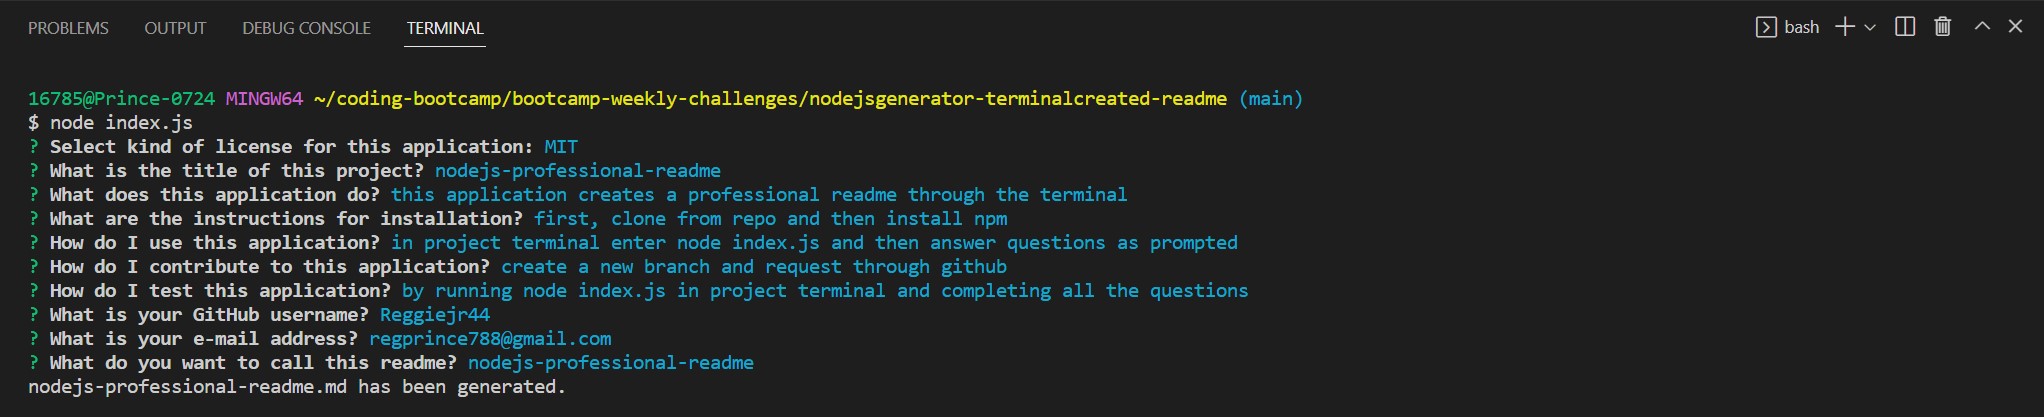 PROBLEMS OUTPUT DEBUG CONSOLE TERMINAL bash
16785@Prince-0724 MINGW64 ~/coding-bootcamp/bootcamp-weekly-challenges/nodejsgenerator-terminalcreated-readme (main)
$ node index.js
? Select kind of license for this application: MIT
? What is the title of this project? nodejs-professional-readme
? What does this application do? this application creates a professional readme through the terminal
? What are the instructions for installation? first, clone from repo and then install npm
? How do I use this application? in project terminal enter node index.js and then answer questions as prompted
? How do I contribute to this application? create a new branch and request through github
? How do I test this application? by running node index.js in project terminal and completing all the questions
? What is your GitHub username? Reggiejr44
? What is your e-mail address? regprince788@gmail.com
? What do you want to call this readme? nodejs-professional-readme
nodejs-professional-readme.md has been generated.